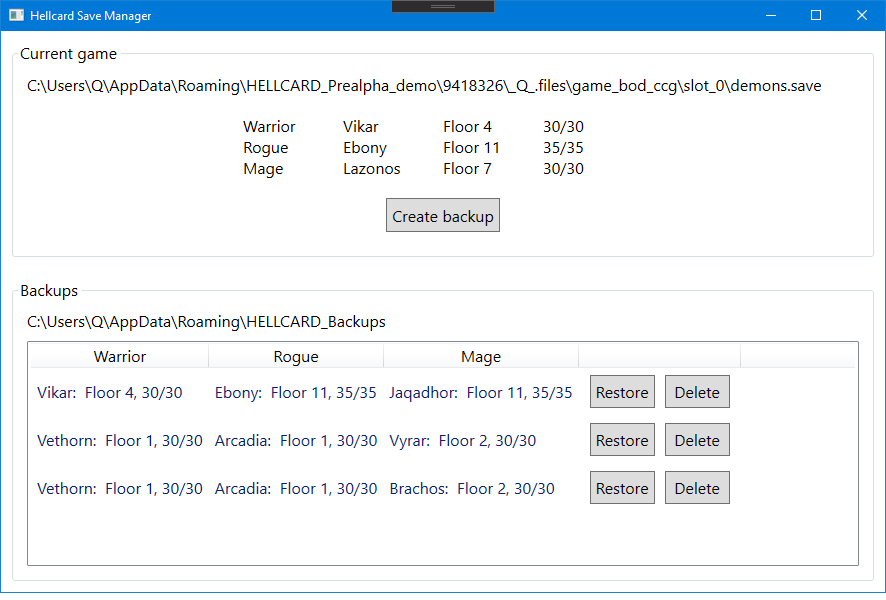 Hellcard Save Manager
Current game
C:\Users\Q\AppData\Roaming\HELLCARD_Prealpha_demo\9418326\_Q_.files\game_bod_ccg\slot_0\demons.save
Warrior Vikar Floor 4 30/30
Rogue Ebony Floor 11 35/35
Mage Lazonos Floor 7 30/30
Create backup
Backups
C:\Users\Q\AppData\Roaming\HELLCARD_Backups
Warrior Rogue Mage
Vikar: Floor 4, 30/30 Ebony: Floor 11, 35/35 Jaqadhor: Floor 11, 35/35 Restore Delete
Vethorn: Floor 1, 30/30 Arcadia: Floor 1, 30/30 Vyrar: Floor 2, 30/30 Restore Delete
Vethorn: Floor 1, 30/30 Arcadia: Floor 1, 30/30 Brachos: Floor 2, 30/30 Restore Delete